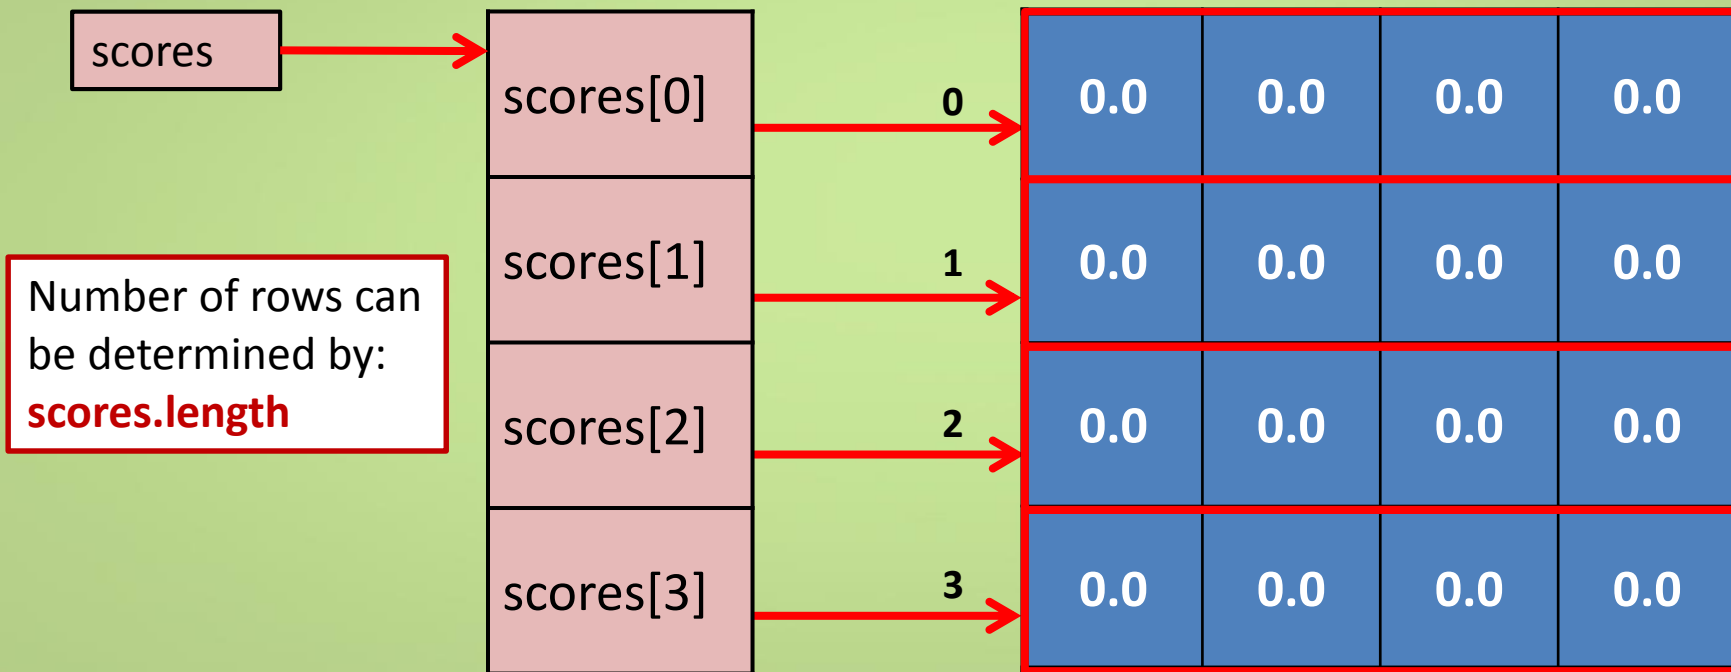 scores
scores[0]
0
0.0 0.0 0.0 0.0
scores[1]
1
0.0 0.0 0.0 0.0
Number of rows can
be determined by:
scores.length
scores[2]
2
0.0 0.0 0.0 0.0
scores[3]
3
0.0 0.0 0.0 0.0